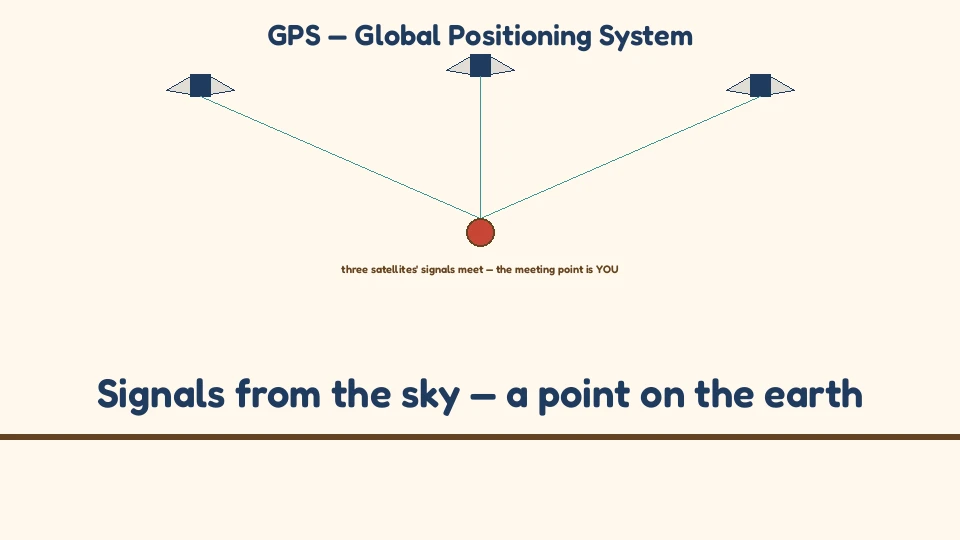 GPS — Global Positioning System
three satellites' signals meet — the meeting point is YOU
Signals from the sky — a point on the earth